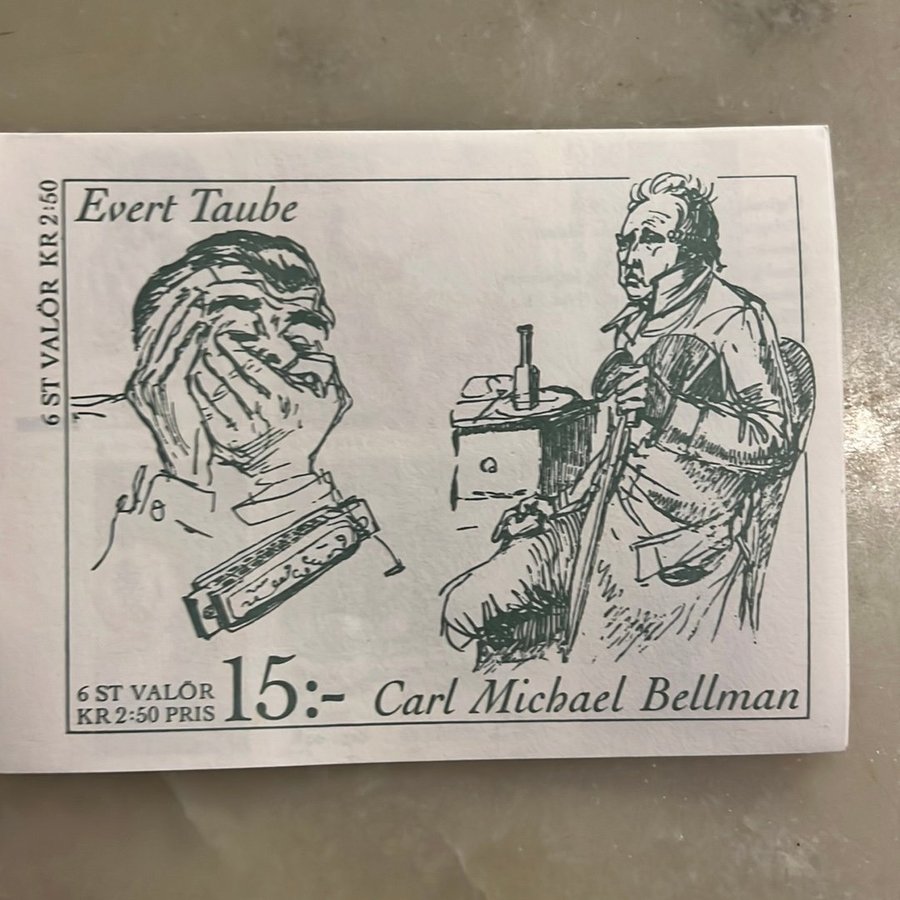 6 ST VALÖR KR 2:50
Evert Taube
6 ST VALÖR
KR 2:50 PRIS 15:-
Carl Michael Bellman